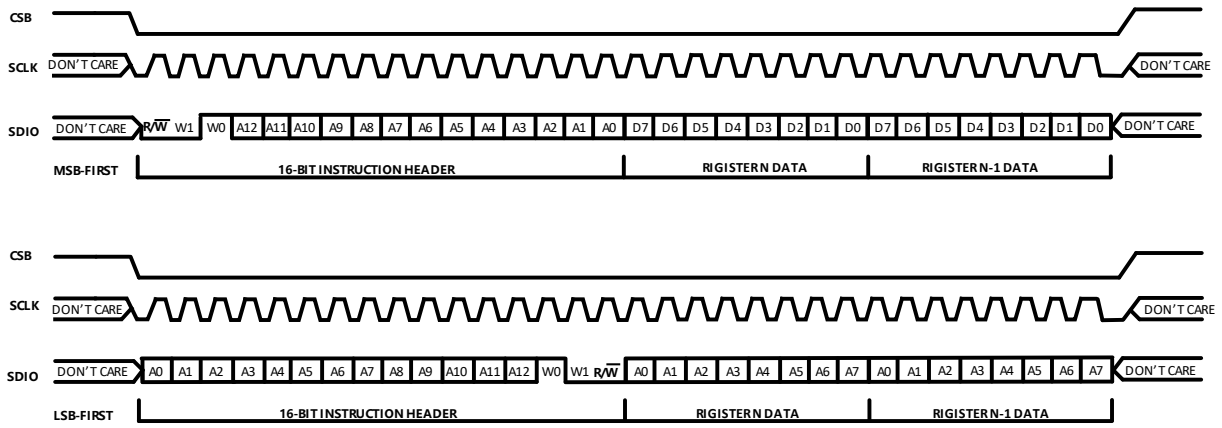 CSB
SCLK DON'T CARE DON'T CARE
SDIO DON'T CARE R/W̅ W1 W0 A12 A11 A10 A9 A8 A7 A6 A5 A4 A3 A2 A1 A0 D7 D6 D5 D4 D3 D2 D1 D0 D7 D6 D5 D4 D3 D2 D1 D0 DON'T CARE
MSB-FIRST 16-BIT INSTRUCTION HEADER RIGISTER N DATA RIGISTER N-1 DATA
CSB
SCLK DON'T CARE DON'T CARE
SDIO DON'T CARE A0 A1 A2 A3 A4 A5 A6 A7 A8 A9 A10 A11 A12 W0 W1 R/W̅ A0 A1 A2 A3 A4 A5 A6 A7 A0 A1 A2 A3 A4 A5 A6 A7 DON'T CARE
LSB-FIRST 16-BIT INSTRUCTION HEADER RIGISTER N DATA RIGISTER N-1 DATA